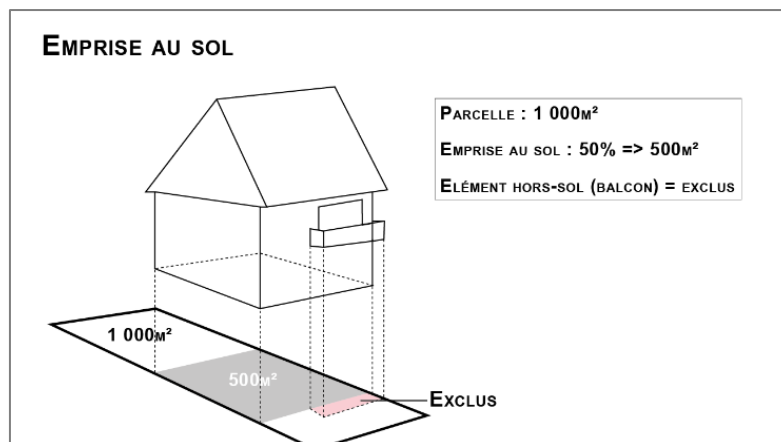 EMPRISE AU SOL
PARCELLE : 1 000M²
EMPRISE AU SOL : 50% => 500M²
ELÉMENT HORS-SOL (BALCON) = EXCLUS
1 000M²
500M²
EXCLUS